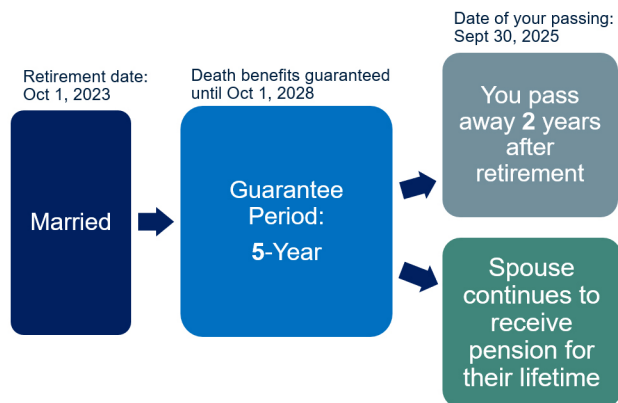 Retirement date:
Oct 1, 2023
Married
Death benefits guaranteed
until Oct 1, 2028
Guarantee
Period:
5-Year
Date of your passing:
Sept 30, 2025
You pass
away 2 years
after
retirement
Spouse
continues to
receive
pension for
their lifetime